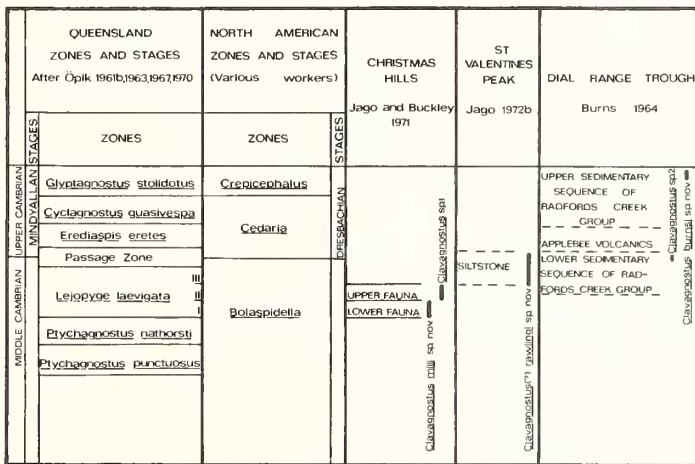 QUEENSLAND
ZONES AND STAGES
After Öpik 1961b,1963,1967,1970
NORTH AMERICAN
ZONES AND STAGES
(Various workers)
CHRISTMAS
HILLS
Jago and Buckley
1971
ST
VALENTINES
PEAK
Jago 1972b
DIAL RANGE TROUGH
Burns 1964
STAGES
ZONES
ZONES
STAGES
UPPER CAMBRIAN
MIDDLE CAMBRIAN
MINDYALLAN
Glyptagnostus stolidotus
Cyclagnostus quasivespa
Erediaspis eretes
Passage Zone
Lejopyge laevigata
III
II
I
Ptychagnostus nathorsti
Ptychagnostus punctuosus
Crepicephalus
Cedaria
Bolaspidella
DRESBACHIAN
UPPER FAUNA
LOWER FAUNA
Clavagnostus milli sp nov
Clavagnostus sp1
SILTSTONE
Clavagnostus(?) rawlingi sp nov
UPPER SEDIMENTARY
SEQUENCE OF
RADFORDS CREEK
GROUP
APPLEBEE VOLCANICS
LOWER SEDIMENTARY
SEQUENCE OF RAD-
FORDS CREEK GROUP
Clavagnostus sp2
Clavagnostus burnsi sp nov